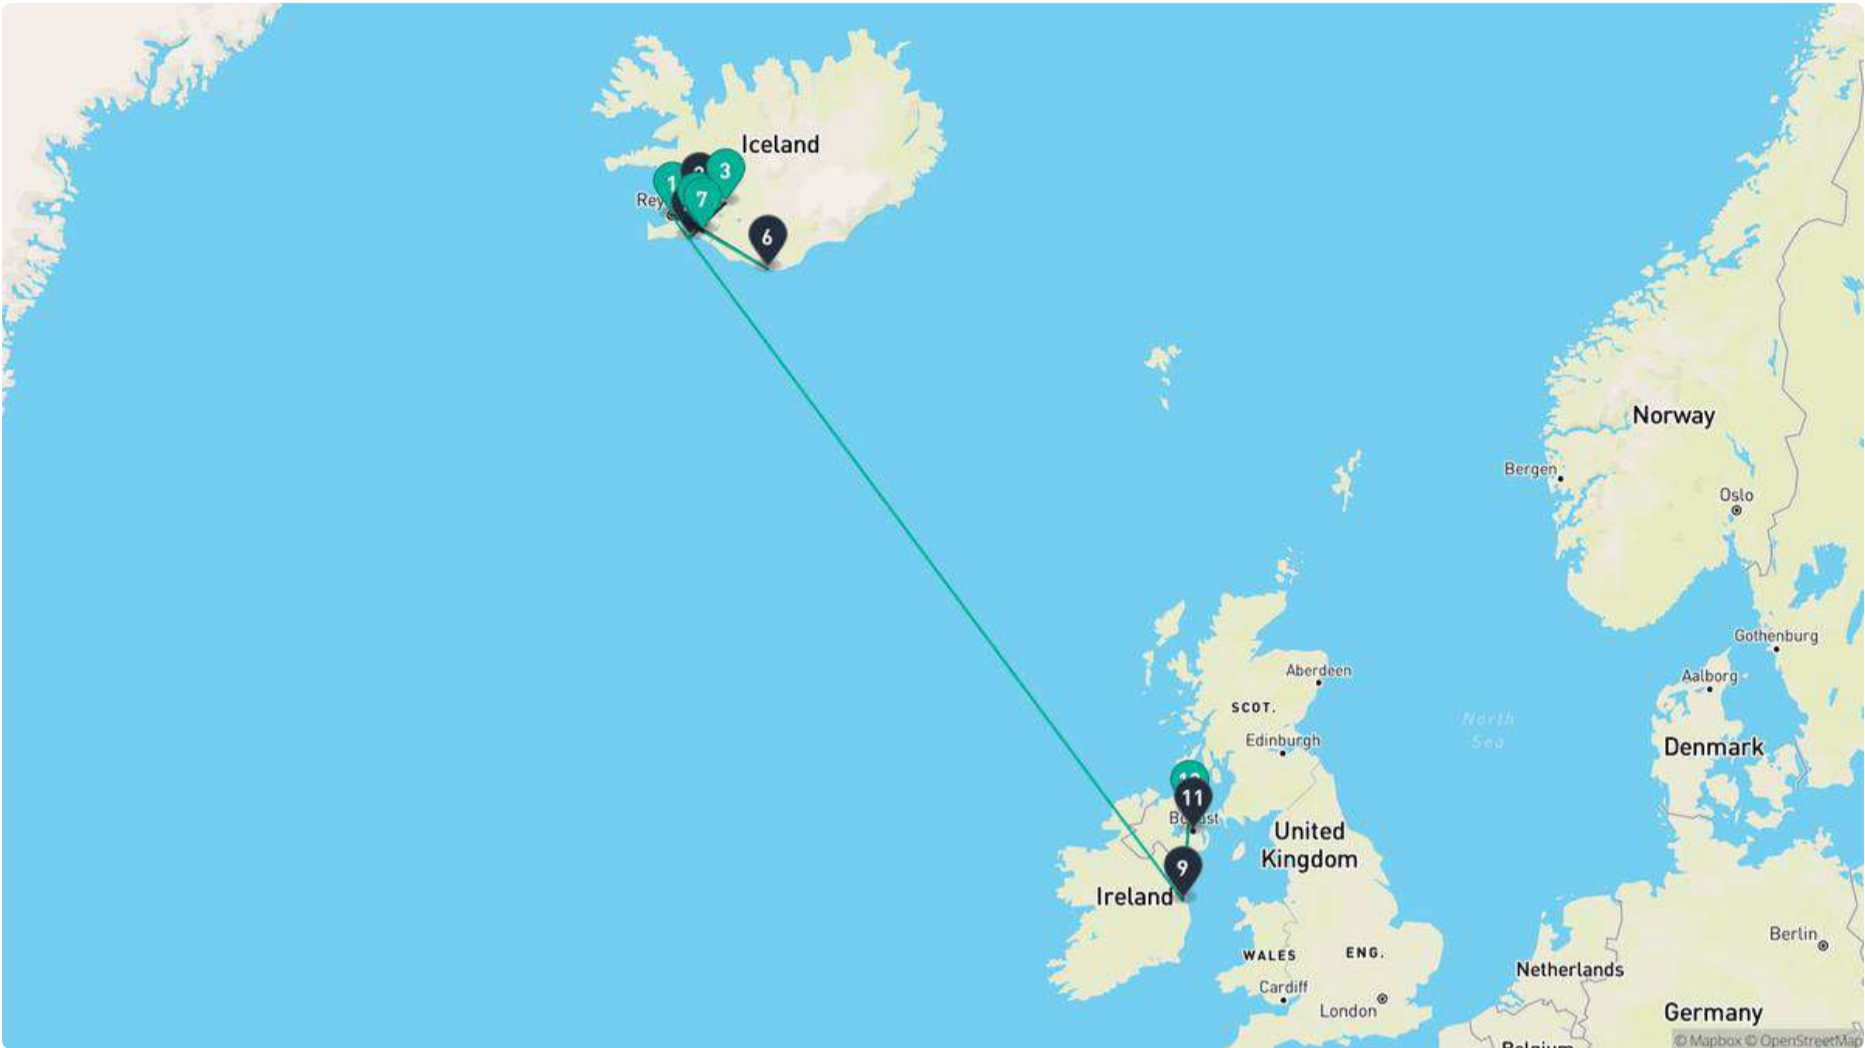 Iceland
1
3
Rey
7
6
Norway
Bergen
Oslo
Gothenburg
Aberdeen
Aalborg
SCOT.
North
Sea
Edinburgh
Denmark
11
United
Kingdom
9
Ireland
Berlin
WALES
ENG.
Netherlands
Cardiff
London
Germany
© Mapbox © OpenStreetMap